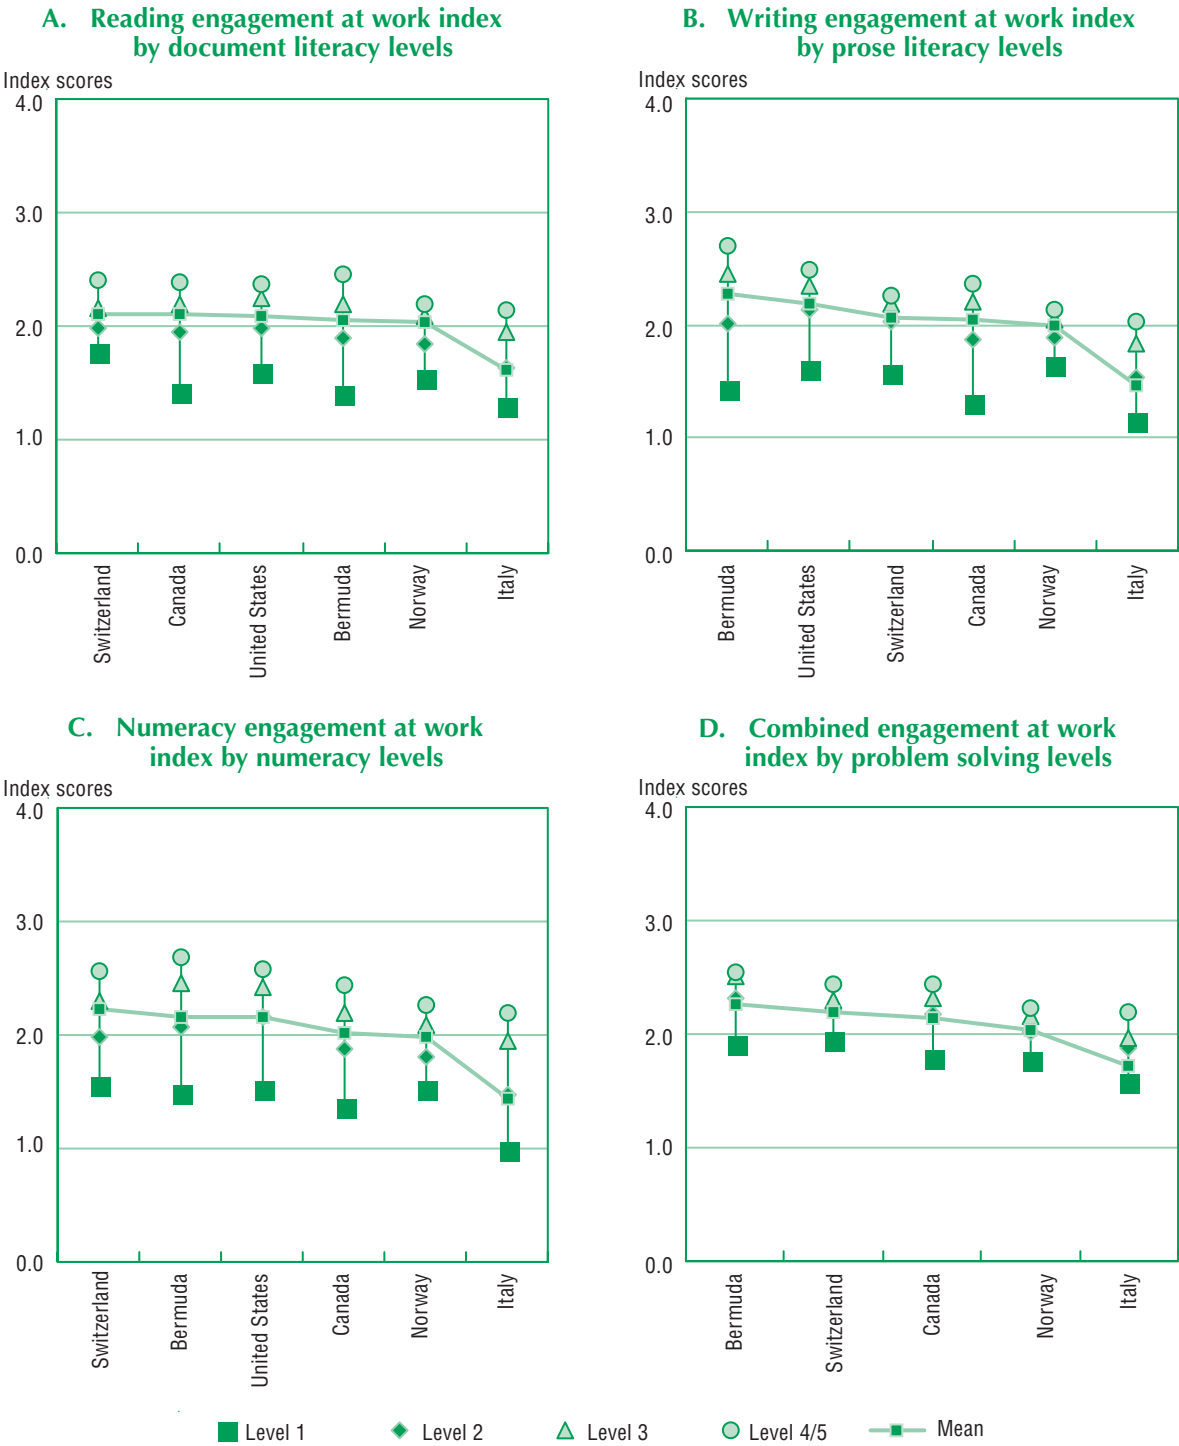 A. Reading engagement at work index
by document literacy levels
Index scores
4.0
3.0
2.0
1.0
0.0
Switzerland
Canada
United States
Bermuda
Norway
Italy
B. Writing engagement at work index
by prose literacy levels
Index scores
4.0
3.0
2.0
1.0
0.0
Bermuda
United States
Switzerland
Canada
Norway
Italy
C. Numeracy engagement at work
index by numeracy levels
Index scores
4.0
3.0
2.0
1.0
0.0
Switzerland
Bermuda
United States
Canada
Norway
Italy
D. Combined engagement at work
index by problem solving levels
Index scores
4.0
3.0
2.0
1.0
0.0
Bermuda
Switzerland
Canada
Norway
Italy
Level 1 Level 2 Level 3 Level 4/5 Mean